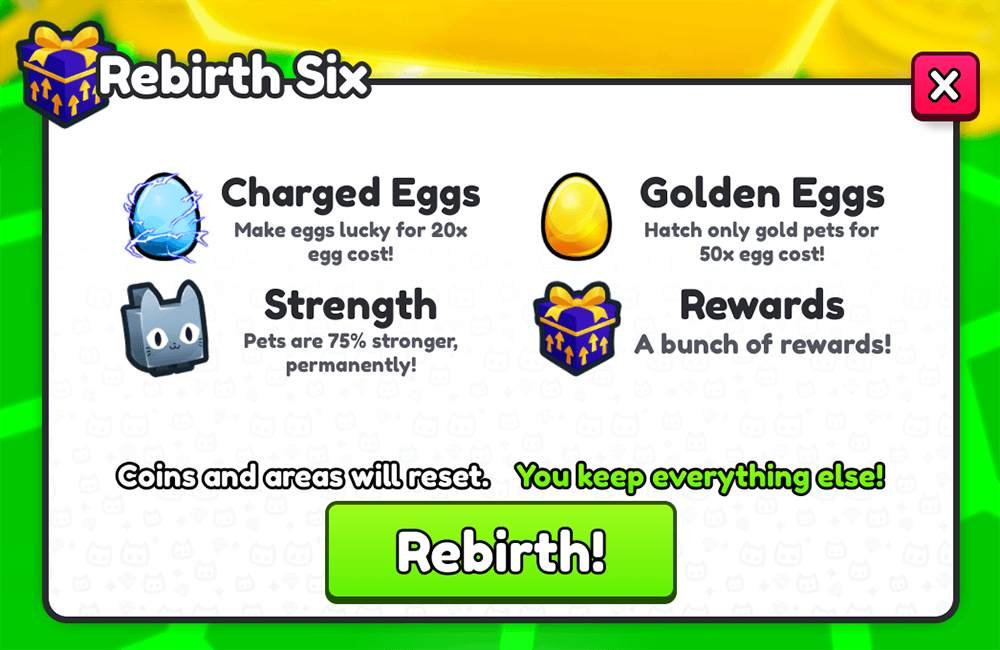 Rebirth Six
X
Charged Eggs
Make eggs lucky for 20x
egg cost!
Golden Eggs
Hatch only gold pets for
50x egg cost!
Strength
Pets are 75% stronger,
permanently!
Rewards
A bunch of rewards!
Coins and areas will reset. You keep everything else!
Rebirth!